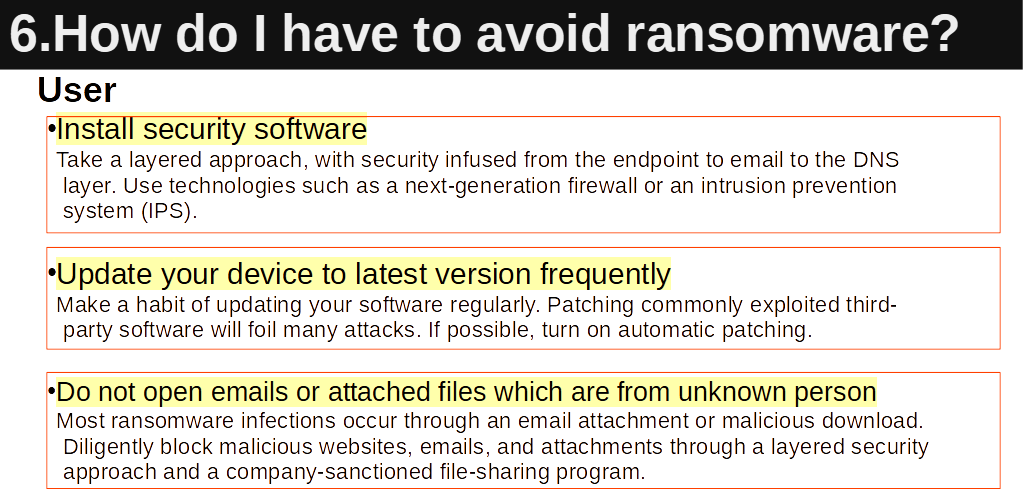 6.How do I have to avoid ransomware?
User
•Install security software
Take a layered approach, with security infused from the endpoint to email to the DNS
layer. Use technologies such as a next-generation firewall or an intrusion prevention
system (IPS).
•Update your device to latest version frequently
Make a habit of updating your software regularly. Patching commonly exploited third-
party software will foil many attacks. If possible, turn on automatic patching.
•Do not open emails or attached files which are from unknown person
Most ransomware infections occur through an email attachment or malicious download.
Diligently block malicious websites, emails, and attachments through a layered security
approach and a company-sanctioned file-sharing program.